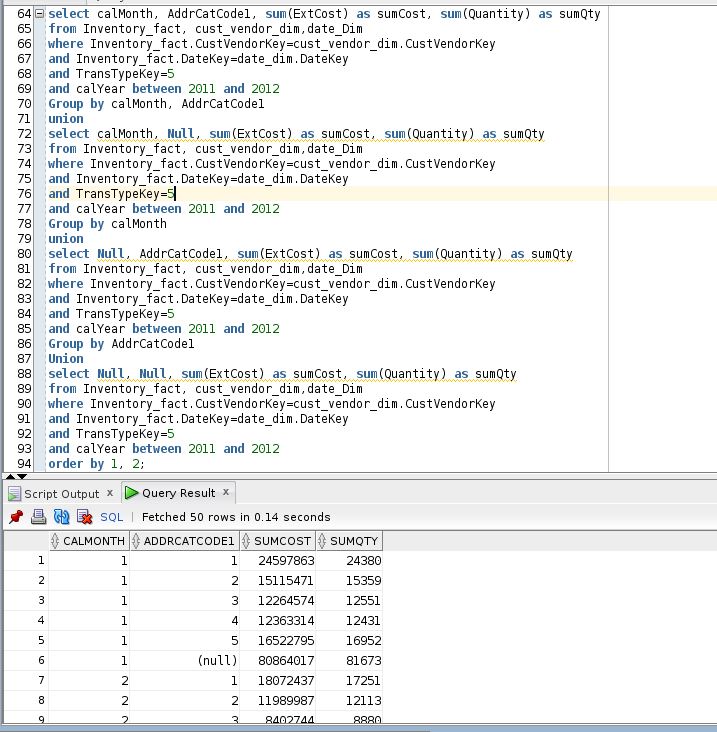 64 select calMonth, AddrCatCode1, sum(ExtCost) as sumCost, sum(Quantity) as sumQty
65 from Inventory_fact, cust_vendor_dim,date_Dim
66 where Inventory_fact.CustVendorKey=cust_vendor_dim.CustVendorKey
67 and Inventory_fact.DateKey=date_dim.DateKey
68 and TransTypeKey=5
69 and calYear between 2011 and 2012
70 Group by calMonth, AddrCatCode1
71 union
72 select calMonth, Null, sum(ExtCost) as sumCost, sum(Quantity) as sumQty
73 from Inventory_fact, cust_vendor_dim,date_Dim
74 where Inventory_fact.CustVendorKey=cust_vendor_dim.CustVendorKey
75 and Inventory_fact.DateKey=date_dim.DateKey
76 and TransTypeKey=5
77 and calYear between 2011 and 2012
78 Group by calMonth
79 union
80 select Null, AddrCatCode1, sum(ExtCost) as sumCost, sum(Quantity) as sumQty
81 from Inventory_fact, cust_vendor_dim,date_Dim
82 where Inventory_fact.CustVendorKey=cust_vendor_dim.CustVendorKey
83 and Inventory_fact.DateKey=date_dim.DateKey
84 and TransTypeKey=5
85 and calYear between 2011 and 2012
86 Group by AddrCatCode1
87 Union
88 select Null, Null, sum(ExtCost) as sumCost, sum(Quantity) as sumQty
89 from Inventory_fact, cust_vendor_dim,date_Dim
90 where Inventory_fact.CustVendorKey=cust_vendor_dim.CustVendorKey
91 and Inventory_fact.DateKey=date_dim.DateKey
92 and TransTypeKey=5
93 and calYear between 2011 and 2012
94 order by 1, 2;
Script Output x Query Result x
SQL | Fetched 50 rows in 0.14 seconds
CALMONTH ADDRCATCODE1 SUMCOST SUMQTY
1 1 1 24597863 24380
2 1 2 15115471 15359
3 1 3 12264574 12551
4 1 4 12363314 12431
5 1 5 16522795 16952
6 1 (null) 80864017 81673
7 2 1 18072437 17251
8 2 2 11989987 12113
9 2 3 8402744 8880